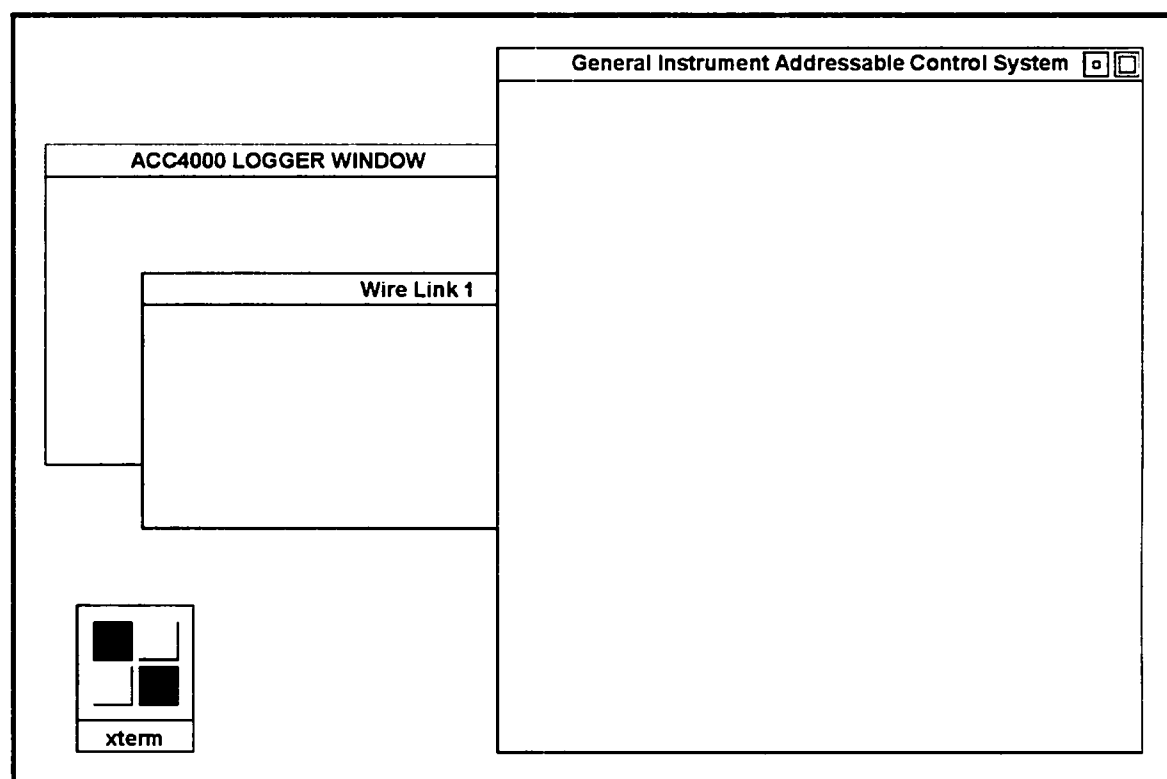 General Instrument Addressable Control System
ACC4000 LOGGER WINDOW
Wire Link 1
xterm